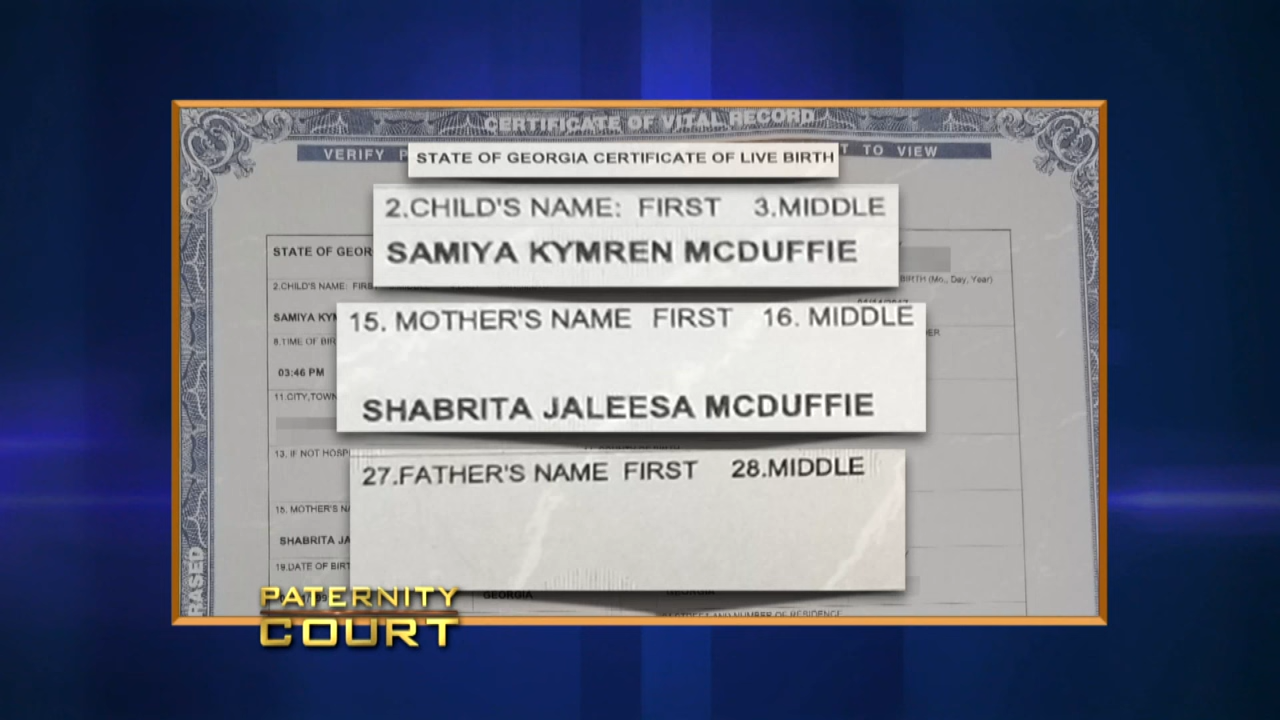 CERTIFICATE OF VITAL RECORD
VERIFY P
T TO VIEW
STATE OF GEORGIA CERTIFICATE OF LIVE BIRTH
2.CHILD'S NAME: FIRST 3.MIDDLE
SAMIYA KYMREN MCDUFFIE
STATE OF GEOR
2.CHILD'S NAME: FIRS
BIRTH (Mo., Day, Year)
15. MOTHER'S NAME FIRST 16. MIDDLE
SHABRITA JALEESA MCDUFFIE
SAMIYA KYM
8.TIME OF BIR
03:46 PM
11.CITY,TOWN
13. IF NOT HOSPI
27.FATHER'S NAME FIRST 28.MIDDLE
15. MOTHER'S NA
SHABRITA JA
19.DATE OF BIRT
GEORGIA
RASED
PATERNITY
COURT